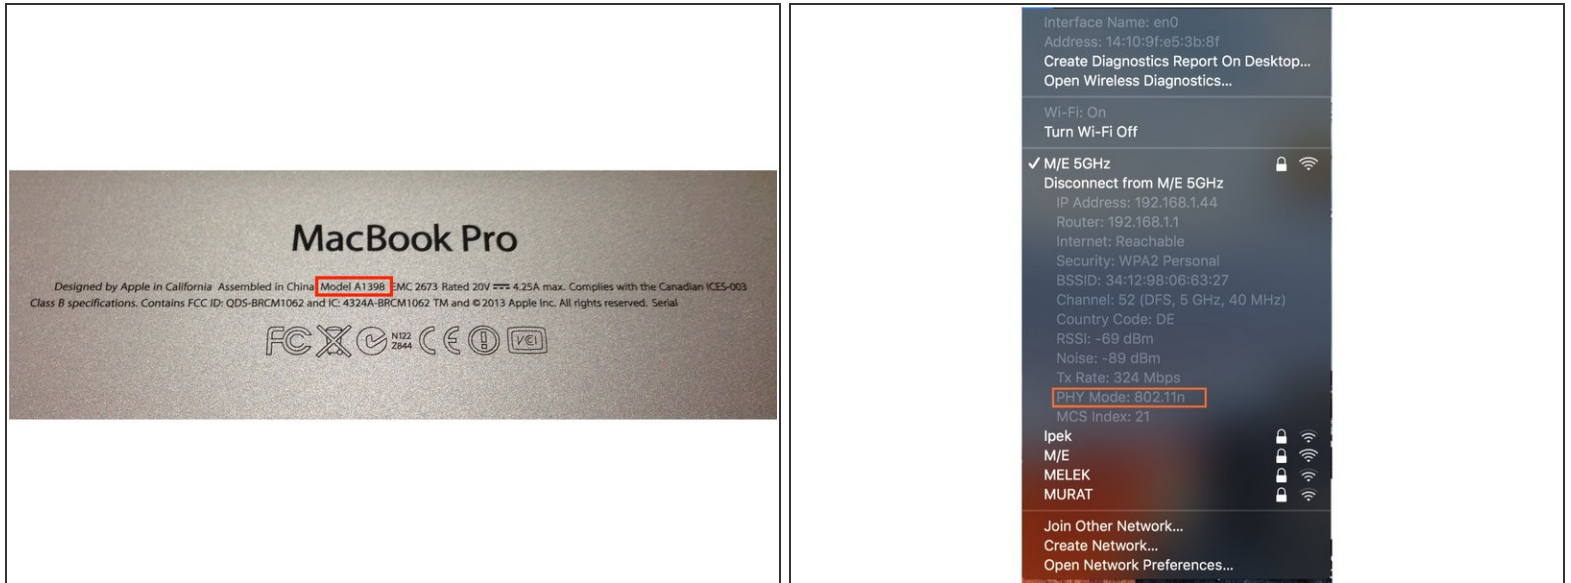 MacBook Pro
Designed by Apple in California Assembled in China Model A1398 EMC 2673 Rated 20V 4.25A max. Complies with the Canadian ICES-003
Class B specifications. Contains FCC ID: QDS-BRCM1062 and IC: 4324A-BRCM1062 TM and © 2013 Apple Inc. All rights reserved. Serial
FC N122 CE VCI
Z844
Interface Name: en0
Address: 14:10:9f:e5:3b:8f
Create Diagnostics Report On Desktop...
Open Wireless Diagnostics...
Wi-Fi: On
Turn Wi-Fi Off
✓ M/E 5GHz
Disconnect from M/E 5GHz
IP Address: 192.168.1.44
Router: 192.168.1.1
Internet: Reachable
Security: WPA2 Personal
BSSID: 34:12:98:06:63:27
Channel: 52 (DFS, 5 GHz, 40 MHz)
Country Code: DE
RSSI: -69 dBm
Noise: -89 dBm
Tx Rate: 324 Mbps
PHY Mode: 802.11n
MCS Index: 21
Ipek
M/E
MELEK
MURAT
Join Other Network...
Create Network...
Open Network Preferences...